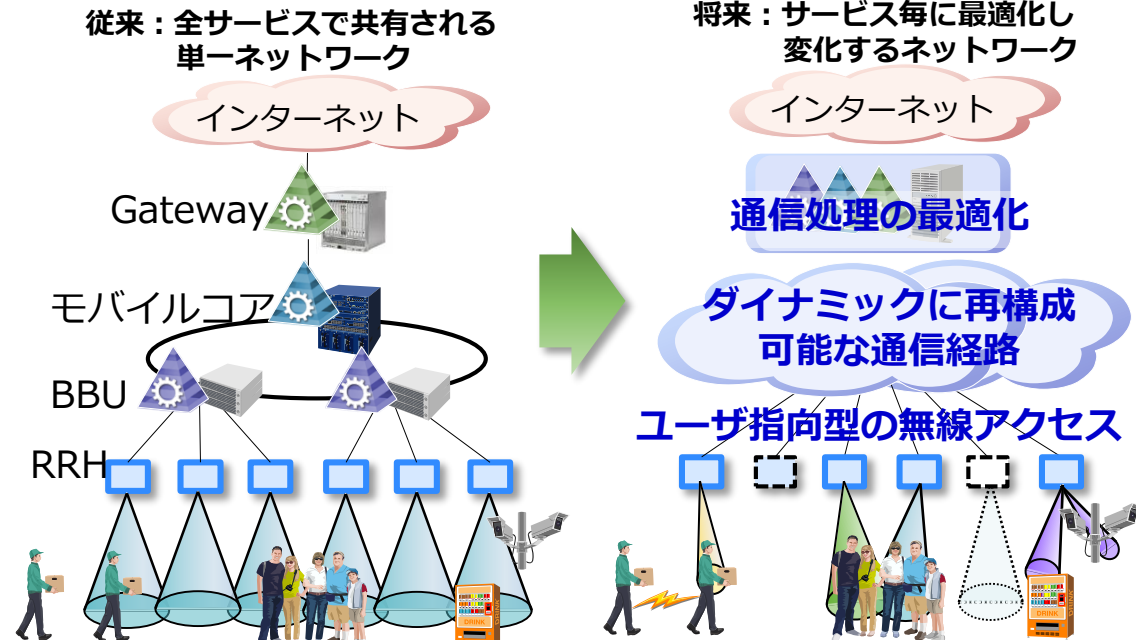 従来：全サービスで共有される
単一ネットワーク
インターネット
Gateway
モバイルコア
BBU
RRH
DRINK
将来：サービス毎に最適化し
変化するネットワーク
インターネット
通信処理の最適化
ダイナミックに再構成
可能な通信経路
ユーザ指向型の無線アクセス
DRINK